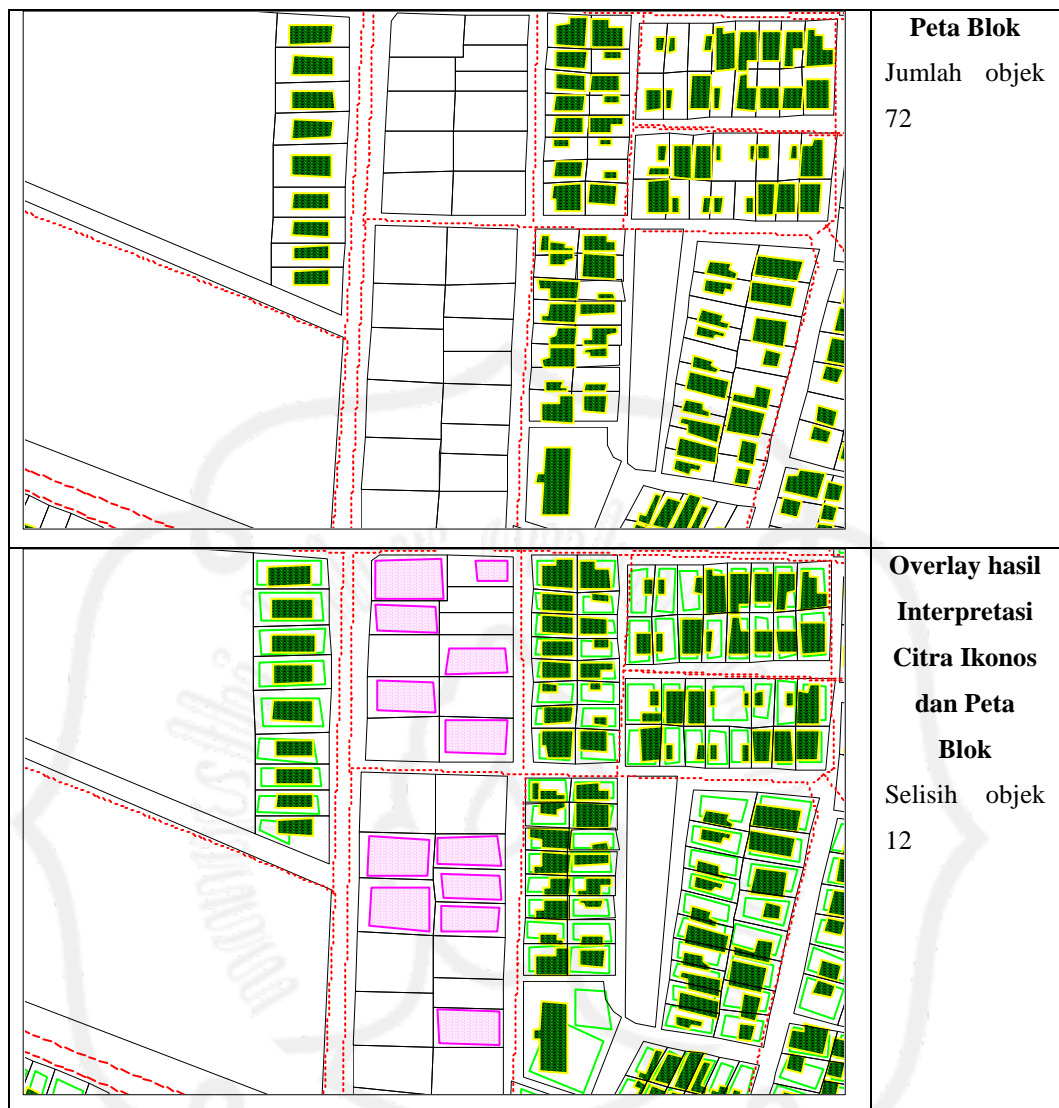 Peta Blok
Jumlah objek
72
Overlay hasil
Interpretasi
Citra Ikonos
dan Peta
Blok
Selisih objek
12